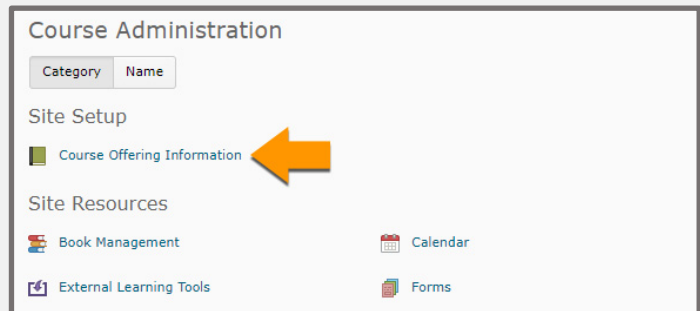 Course Administration
Category Name
Site Setup
Course Offering Information
Site Resources
Book Management Calendar
External Learning Tools Forms